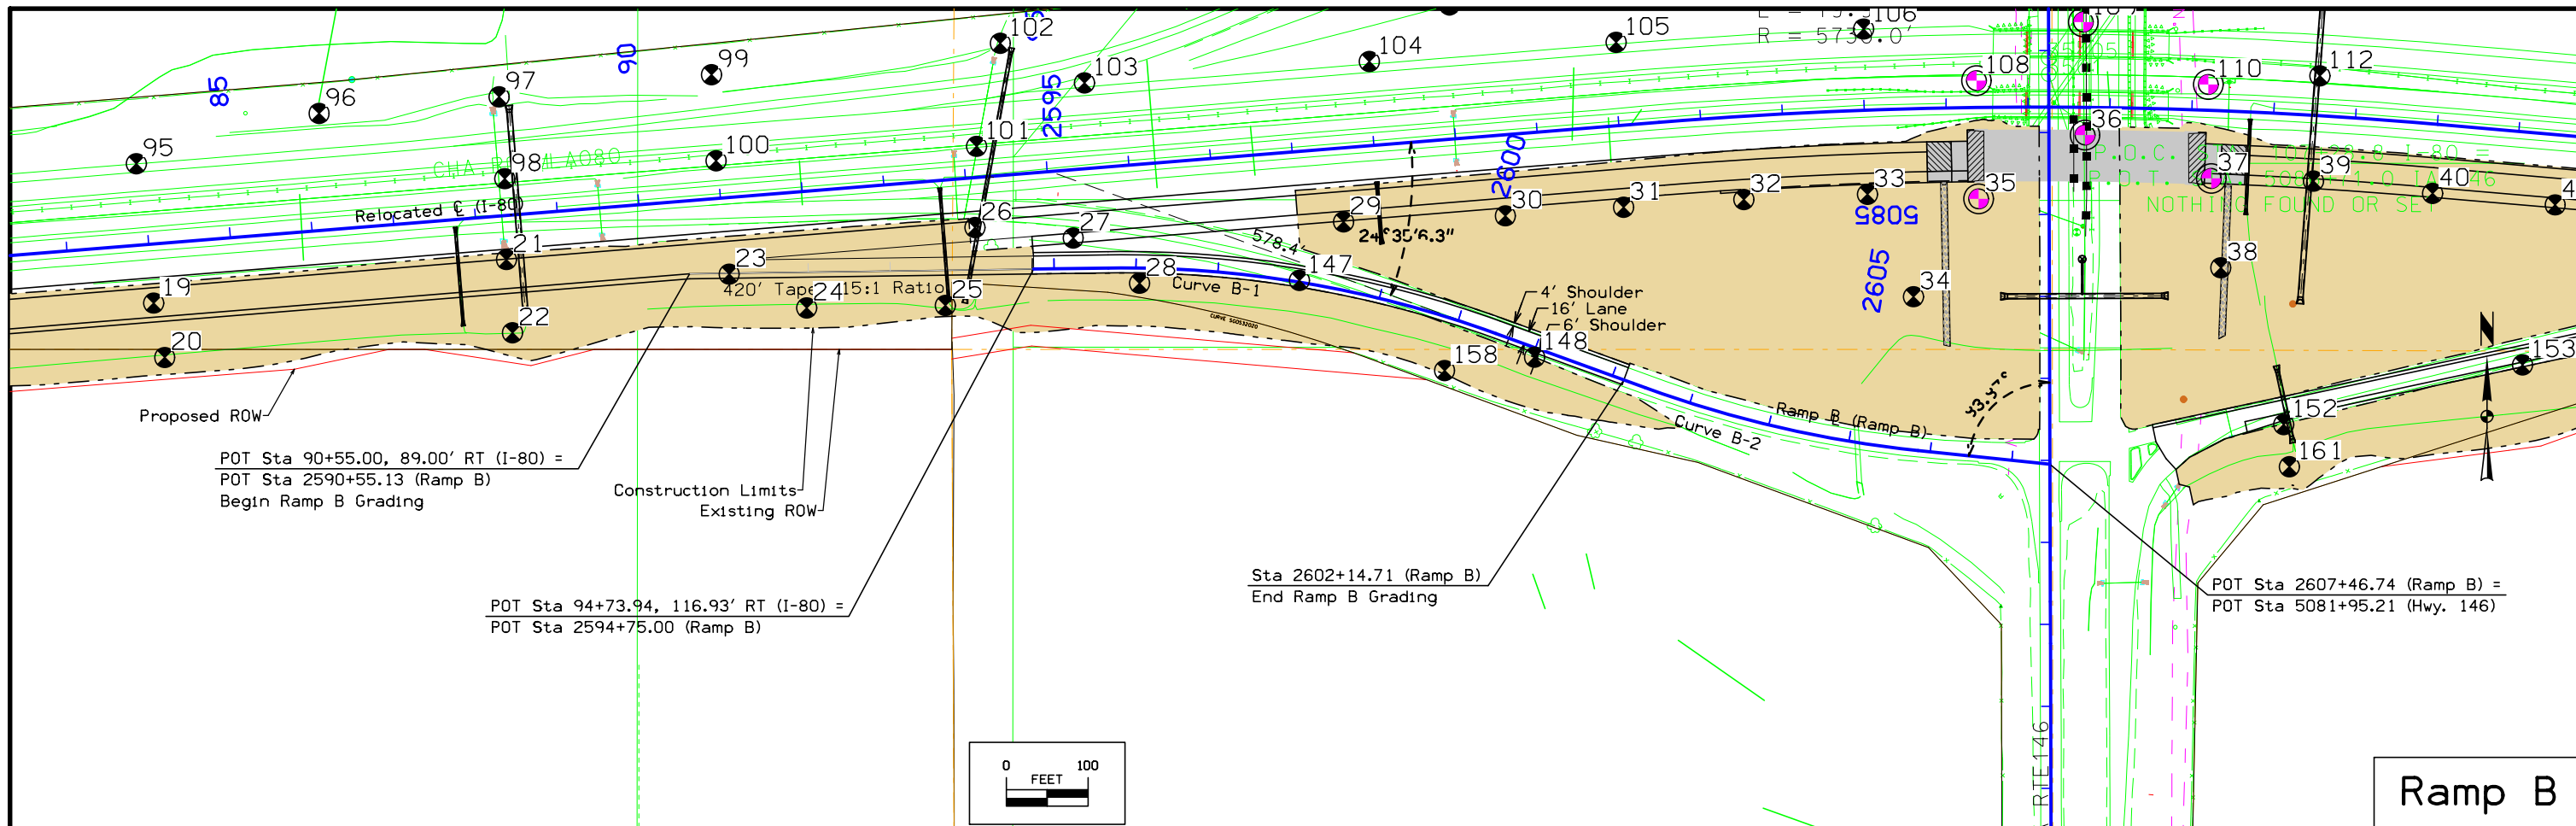 102
106
R = 5730.0'
105
104
103
99
97
96
90
85
2595
108
110
112
95
98
100
101
36
2600
Relocated ℄ (I-80)
26
27
29
30
31
32
33
35
37
39
40
P.O.C.
I-80 =
P.O.T.
NOTHING FOUND OR SET
21
23
24
25
28
147
578.4'
24°35'6.3"
5085
2605
34
38
19
20
22
420' Taper 15:1 Ratio
Curve B-1
4' Shoulder
16' Lane
6' Shoulder
148
158
N
153
152
161
Ramp ℄ (Ramp B)
Curve B-2
Proposed ROW
POT Sta 90+55.00, 89.00' RT (I-80) =
POT Sta 2590+55.13 (Ramp B)
Begin Ramp B Grading
Construction Limits
Existing ROW
POT Sta 94+73.94, 116.93' RT (I-80) =
POT Sta 2594+75.00 (Ramp B)
Sta 2602+14.71 (Ramp B)
End Ramp B Grading
POT Sta 2607+46.74 (Ramp B) =
POT Sta 5081+95.21 (Hwy. 146)
RTE146
0 100
FEET
Ramp B